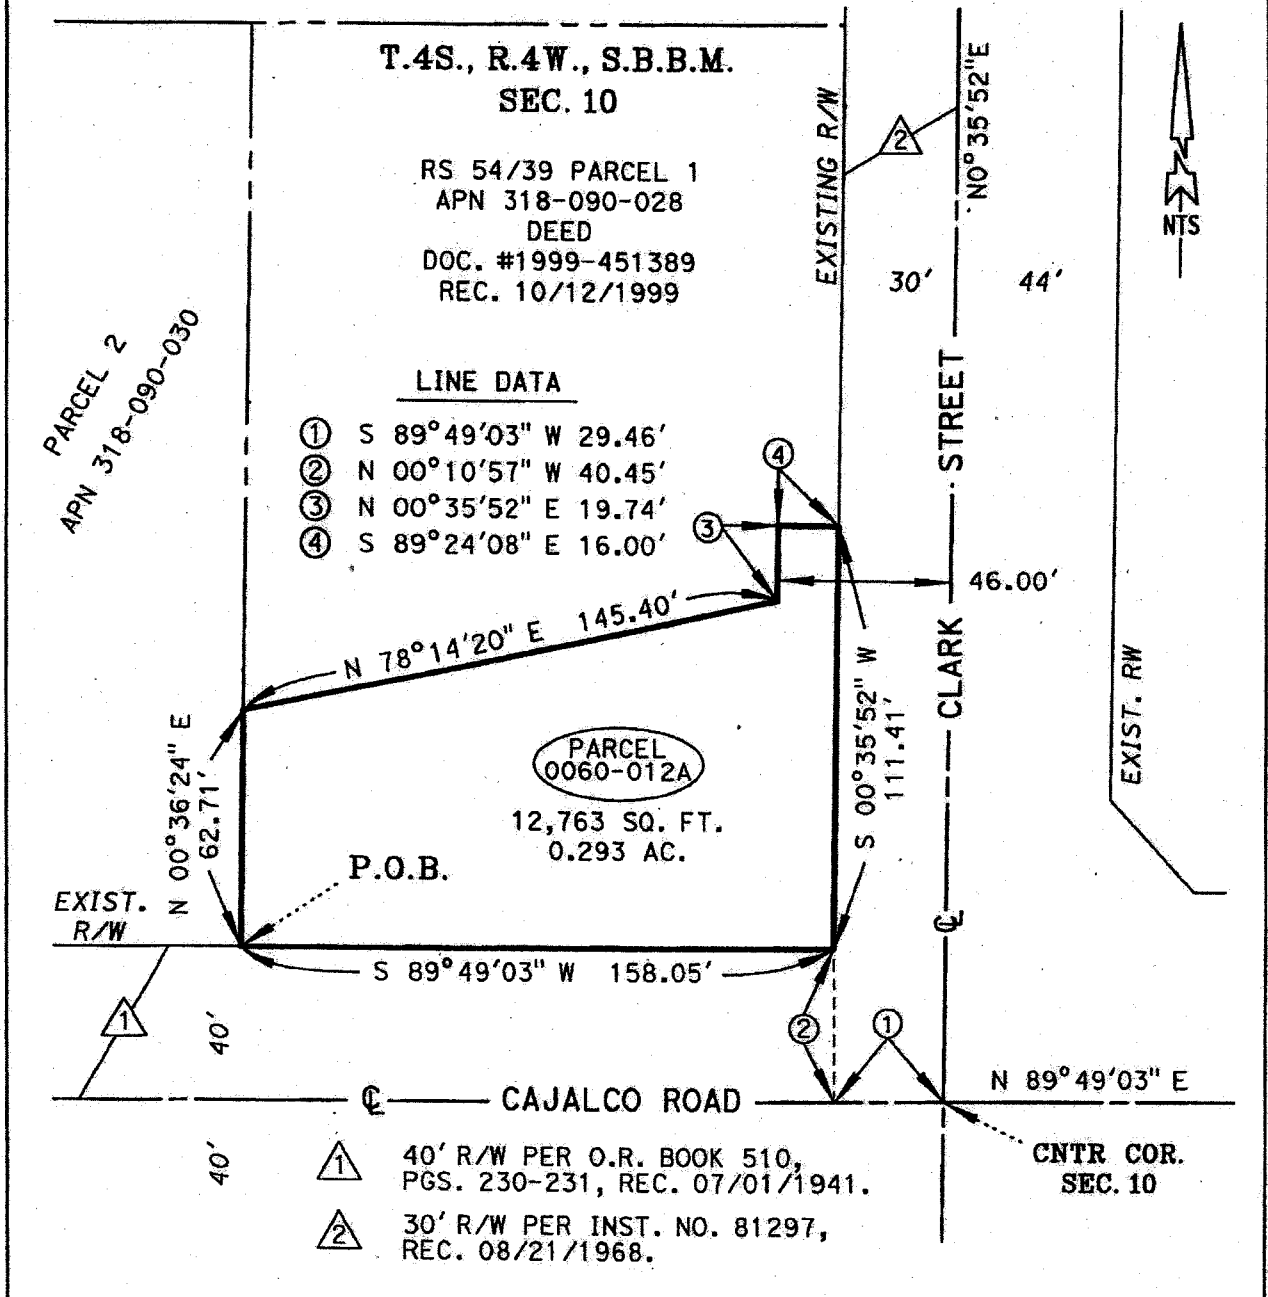 T.4S., R.4W., S.B.B.M.
SEC. 10
RS 54/39 PARCEL 1
APN 318-090-028
DEED
DOC. #1999-451389
REC. 10/12/1999
EXISTING R/W
2
N0°35'52"E
NTS
30'
44'
PARCEL 2
APN 318-090-030
LINE DATA
1 S 89°49'03" W 29.46'
2 N 00°10'57" W 40.45'
3 N 00°35'52" E 19.74'
4 S 89°24'08" E 16.00'
4
3
46.00'
CLARK STREET
N 78°14'20" E 145.40'
S 00°35'52" W
111.41'
EXIST. RW
N 00°36'24" E
62.71'
PARCEL
0060-012A
12,763 SQ. FT.
0.293 AC.
P.O.B.
EXIST.
R/W
℄
S 89°49'03" W 158.05'
1
40'
2
1
N 89°49'03" E
℄ CAJALCO ROAD
40'
CNTR COR.
SEC. 10
1 40' R/W PER O.R. BOOK 510,
PGS. 230-231, REC. 07/01/1941.
2 30' R/W PER INST. NO. 81297,
REC. 08/21/1968.